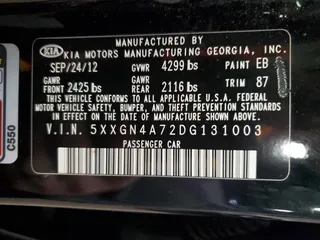 MANUFACTURED BY
KIA KIA MOTORS MANUFACTURING GEORGIA, INC.
SEP/24/12 GVWR 4299 lbs PAINT EB
FRONT GAWR 2425 lbs REAR GAWR 2116 lbs TRIM 87
THIS VEHICLE CONFORMS TO ALL APPLICABLE U.S.A. FEDERAL
MOTOR VEHICLE SAFETY, BUMPER, AND THEFT PREVENTION STANDARDS
IN EFFECT ON THE DATE OF MANUFACTURE SHOWN ABOVE.
V.I.N. 5XXGN4A72DG131003
PASSENGER CAR
C550